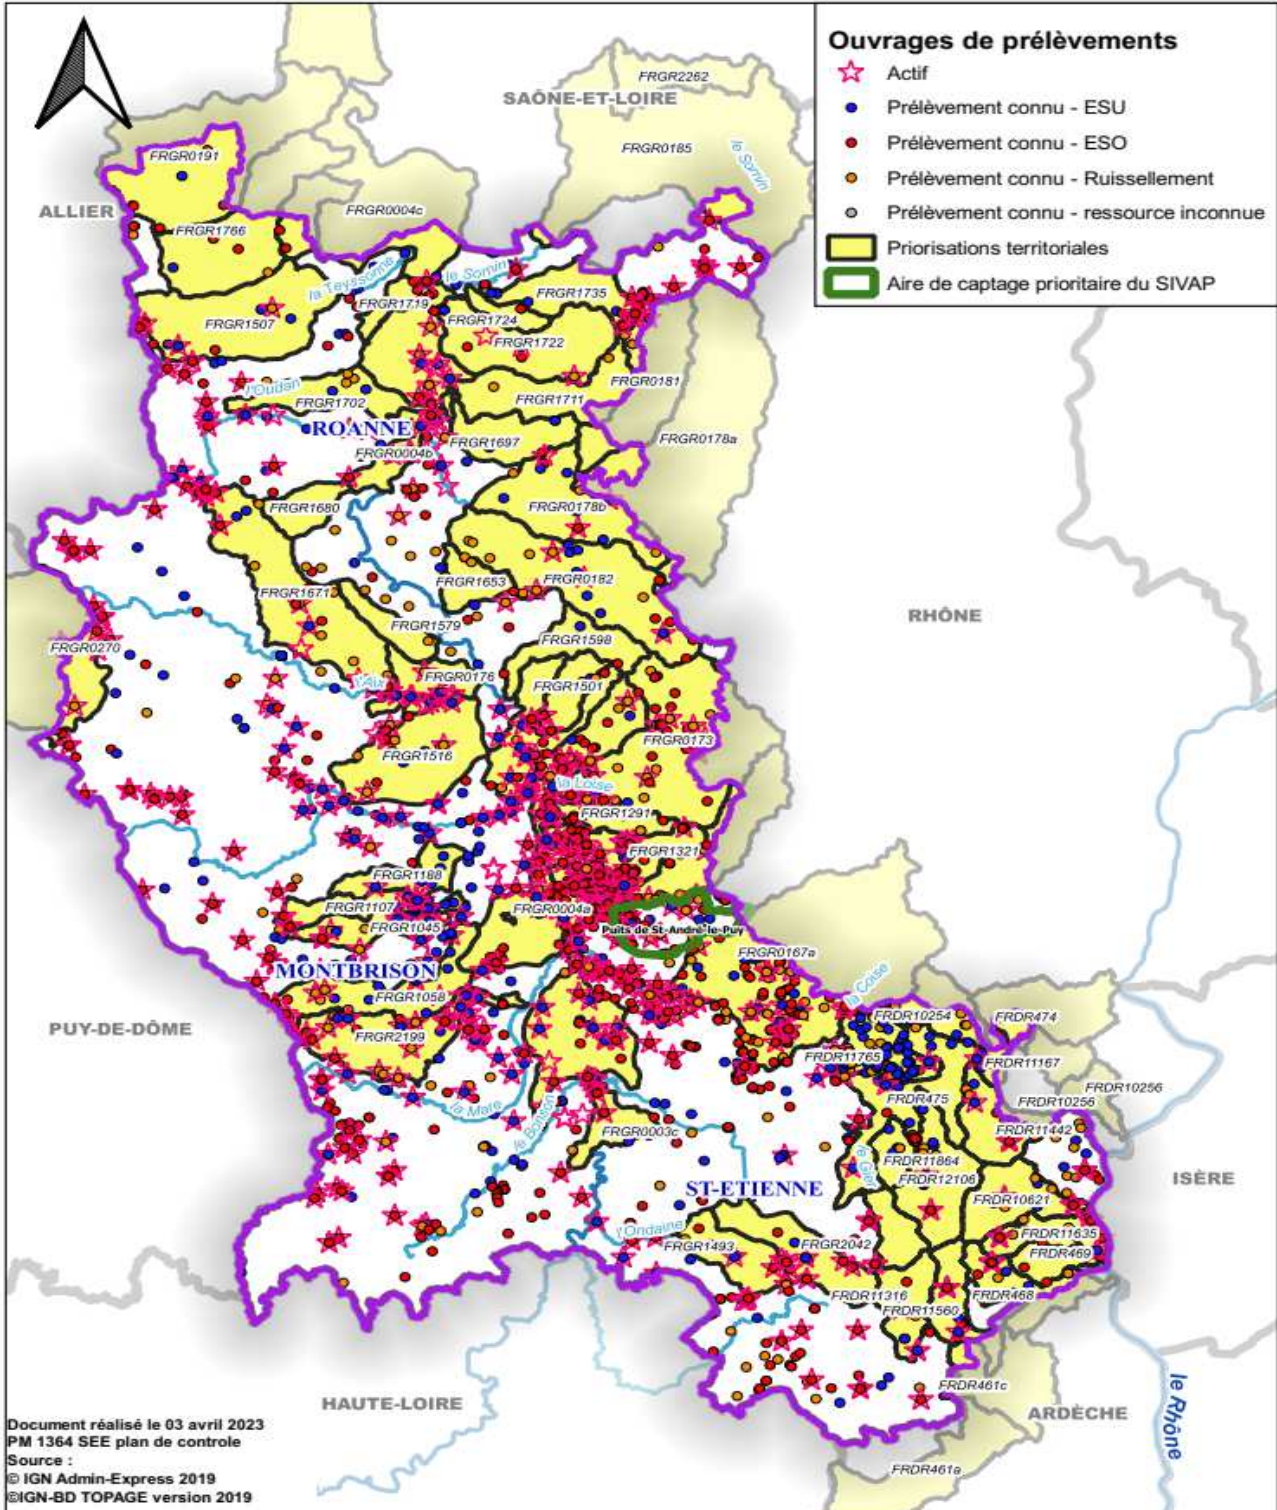 Ouvrages de prélèvements
Actif
Prélèvement connu - ESU
Prélèvement connu - ESO
Prélèvement connu - Ruissellement
Prélèvement connu - ressource inconnue
Priorisations territoriales
Aire de captage prioritaire du SIVAP
FRGR2262
SAÔNE-ET-LOIRE
FRGR0185
le Sornin
FRGR0191
ALLIER
FRGR0004c
FRGR1766
la Teyssonne
le Sornin
FRGR1719
FRGR1735
FRGR1507
FRGR1724
FRGR1722
FRGR0181
l'Oudan
FRGR1702
FRGR1711
ROANNE
FRGR1697
FRGR0178a
FRGR0004b
FRGR1680
FRGR0178b
FRGR1653
FRGR0182
FRGR1671
RHÔNE
FRGR1579
FRGR1598
FRGR0270
FRGR0176
l'Aix
FRGR1501
FRGR0173
FRGR1516
la Loise
FRGR1291
FRGR1321
FRGR1188
FRGR1107
FRGR0004a
FRGR1045
Puits de St-André-le-Puy
FRGR0167a
MONTBRISON
FRGR1058
la Coise
FRDR10254
FRDR474
PUY-DE-DÔME
FRGR2199
FRDR11765
FRDR11167
FRDR10256
FRDR475
FRDR10256
la Mare
le Bonson
FRDR11442
FRGR0003c
le Gier
FRDR11864
FRDR12106
ISÈRE
ST-ETIENNE
FRDR10621
l'Ondaine
FRDR11635
FRGR1493
FRGR2042
FRDR469
FRDR11316
FRDR468
FRDR11560
FRDR461c
HAUTE-LOIRE
ARDÈCHE
le Rhône
FRDR461a
Document réalisé le 03 avril 2023
PM 1364 SEE plan de controle
Source :
© IGN Admin-Express 2019
©IGN-BD TOPAGE version 2019